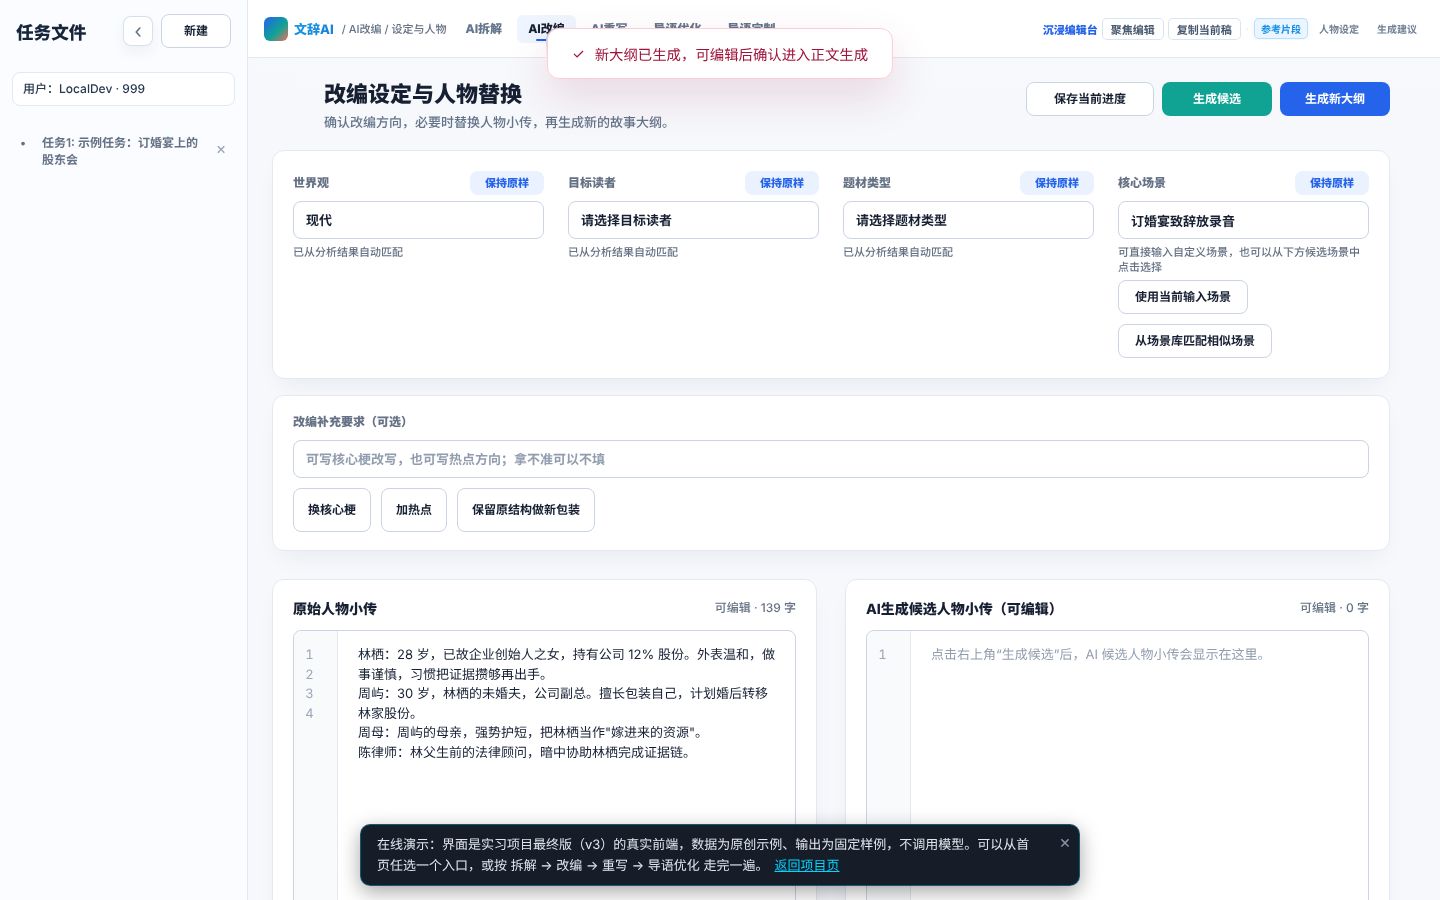 任务文件
新建
用户：LocalDev · 999
任务1: 示例任务：订婚宴上的
股东会
文辞AI / AI改编 / 设定与人物
AI拆解
AI改编
AI重写
导语优化
导语定制
沉浸编辑台
聚焦编辑
复制当前稿
参考片段
人物设定
生成建议
新大纲已生成，可编辑后确认进入正文生成
改编设定与人物替换
确认改编方向，必要时替换人物小传，再生成新的故事大纲。
保存当前进度
生成候选
生成新大纲
世界观
保持原样
现代
已从分析结果自动匹配
目标读者
保持原样
请选择目标读者
已从分析结果自动匹配
题材类型
保持原样
请选择题材类型
已从分析结果自动匹配
核心场景
保持原样
订婚宴致辞放录音
可直接输入自定义场景，也可以从下方候选场景中
点击选择
使用当前输入场景
从场景库匹配相似场景
改编补充要求（可选）
可写核心梗改写，也可写热点方向；拿不准可以不填
换核心梗
加热点
保留原结构做新包装
原始人物小传
可编辑 · 139 字
1
2
3
4
林栖：28 岁，已故企业创始人之女，持有公司 12% 股份。外表温和，做
事谨慎，习惯把证据攒够再出手。
周屿：30 岁，林栖的未婚夫，公司副总。擅长包装自己，计划婚后转移
林家股份。
周母：周屿的母亲，强势护短，把林栖当作"嫁进来的资源"。
陈律师：林父生前的法律顾问，暗中协助林栖完成证据链。
AI生成候选人物小传（可编辑）
可编辑 · 0 字
1
点击右上角“生成候选”后，AI 候选人物小传会显示在这里。
在线演示：界面是实习项目最终版（v3）的真实前端，数据为原创示例、输出为固定样例，不调用模型。可以从首
页任选一个入口，或按 拆解 → 改编 → 重写 → 导语优化 走完一遍。 返回项目页